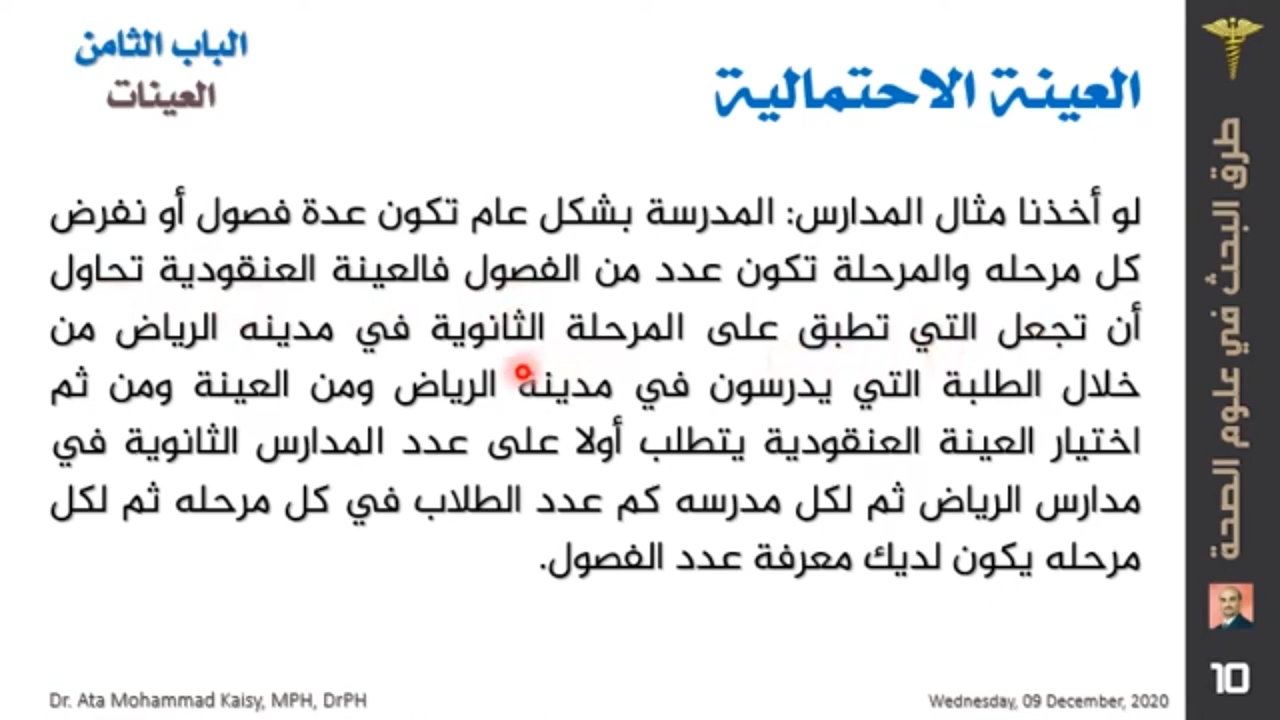 الباب الثامن
العينات
العينة الاحتمالية
لو أخذنا مثال المدارس: المدرسة بشكل عام تكون عدة فصول أو نفرض
كل مرحله والمرحلة تكون عدد من الفصول فالعينة العنقودية تحاول
أن تجعل التي تطبق على المرحلة الثانوية في مدينه الرياض من
خلال الطلبة التي يدرسون في مدينة الرياض ومن العينة ومن ثم
اختيار العينة العنقودية يتطلب أولا على عدد المدارس الثانوية في
مدارس الرياض ثم لكل مدرسه كم عدد الطلاب في كل مرحله ثم لكل
مرحله يكون لديك معرفة عدد الفصول.
طرق البحث في علوم الصحة
10
Dr. Ata Mohammad Kaisy, MPH, DrPH
Wednesday, 09 December, 2020